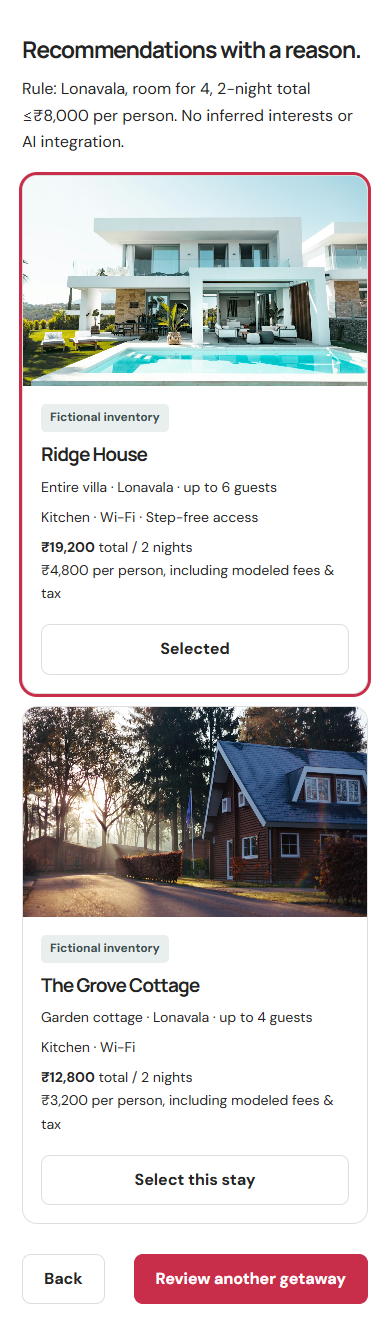 Recommendations with a reason.
Rule: Lonavala, room for 4, 2-night total
≤₹8,000 per person. No inferred interests or
AI integration.
Fictional inventory
Ridge House
Entire villa · Lonavala · up to 6 guests
Kitchen · Wi-Fi · Step-free access
₹19,200 total / 2 nights
₹4,800 per person, including modeled fees &
tax
Selected
Fictional inventory
The Grove Cottage
Garden cottage · Lonavala · up to 4 guests
Kitchen · Wi-Fi
₹12,800 total / 2 nights
₹3,200 per person, including modeled fees &
tax
Select this stay
Back
Review another getaway